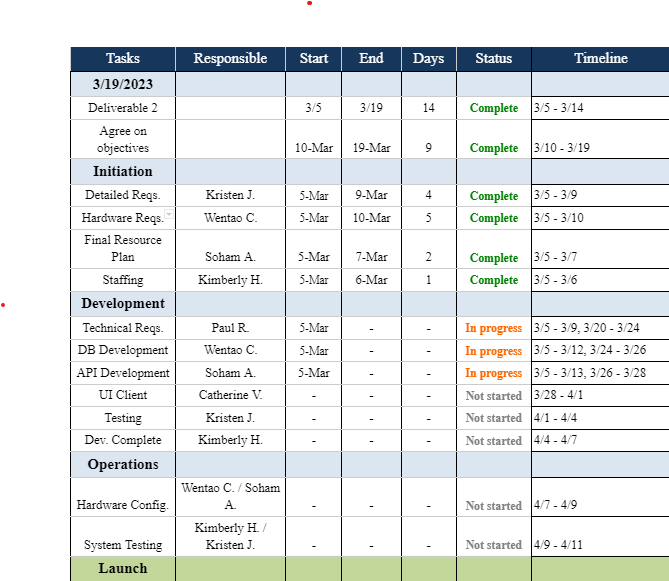 Tasks Responsible Start End Days Status Timeline
3/19/2023
Deliverable 2 3/5 3/19 14 Complete 3/5 - 3/14
Agree on
objectives 10-Mar 19-Mar 9 Complete 3/10 - 3/19
Initiation
Detailed Reqs. Kristen J. 5-Mar 9-Mar 4 Complete 3/5 - 3/9
Hardware Reqs. Wentao C. 5-Mar 10-Mar 5 Complete 3/5 - 3/10
Final Resource
Plan Soham A. 5-Mar 7-Mar 2 Complete 3/5 - 3/7
Staffing Kimberly H. 5-Mar 6-Mar 1 Complete 3/5 - 3/6
Development
Technical Reqs. Paul R. 5-Mar - - In progress 3/5 - 3/9, 3/20 - 3/24
DB Development Wentao C. 5-Mar - - In progress 3/5 - 3/12, 3/24 - 3/26
API Development Soham A. 5-Mar - - In progress 3/5 - 3/13, 3/26 - 3/28
UI Client Catherine V. - - - Not started 3/28 - 4/1
Testing Kristen J. - - - Not started 4/1 - 4/4
Dev. Complete Kimberly H. - - - Not started 4/4 - 4/7
Operations
Wentao C. / Soham
Hardware Config. A. - - - Not started 4/7 - 4/9
Kimberly H. /
System Testing Kristen J. - - - Not started 4/9 - 4/11
Launch